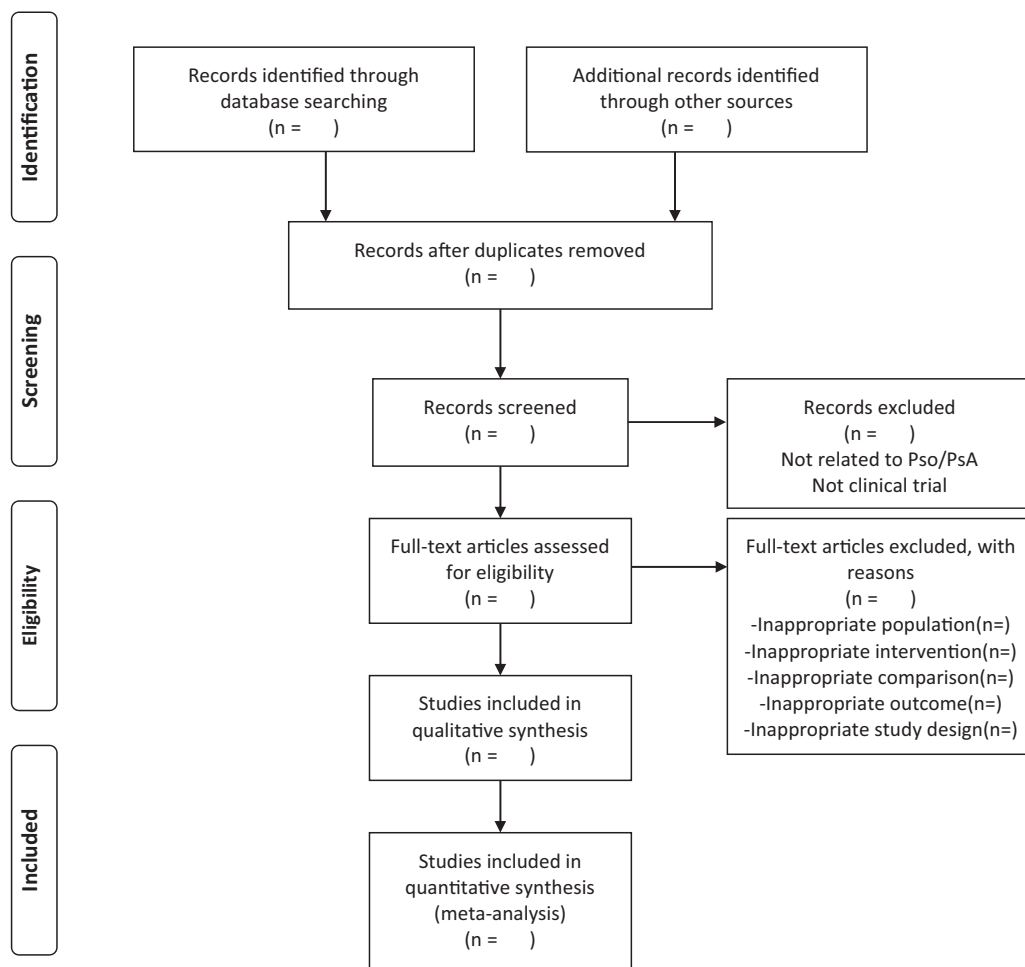 Identification
Records identified through
database searching
(n =     )
Additional records identified
through other sources
(n =     )
Records after duplicates removed
(n =     )
Screening
Records screened
(n =     )
Records excluded
(n =     )
Not related to Pso/PsA
Not clinical trial
Eligibility
Full-text articles assessed
for eligibility
(n =     )
Full-text articles excluded, with
reasons
(n =     )
-Inappropriate population(n=)
-Inappropriate intervention(n=)
-Inappropriate comparison(n=)
-Inappropriate outcome(n=)
-Inappropriate study design(n=)
Studies included in
qualitative synthesis
(n =     )
Included
Studies included in
quantitative synthesis
(meta-analysis)
(n =     )